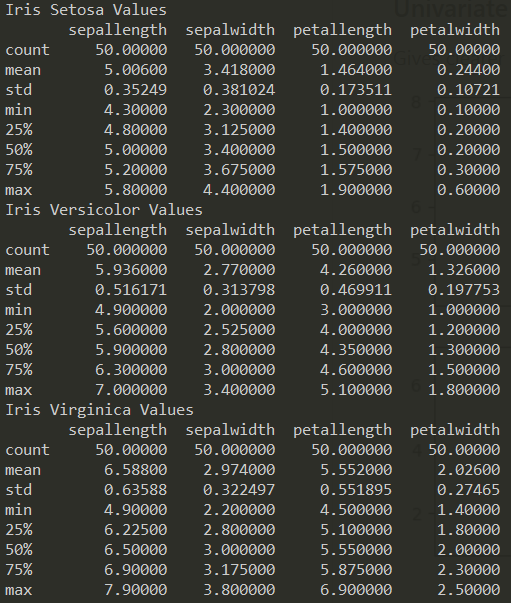 Iris Setosa Values
sepallength sepalwidth petallength petalwidth
count 50.00000 50.000000 50.000000 50.00000
mean 5.00600 3.418000 1.464000 0.24400
std 0.35249 0.381024 0.173511 0.10721
min 4.30000 2.300000 1.000000 0.10000
25% 4.80000 3.125000 1.400000 0.20000
50% 5.00000 3.400000 1.500000 0.20000
75% 5.20000 3.675000 1.575000 0.30000
max 5.80000 4.400000 1.900000 0.60000
Iris Versicolor Values
sepallength sepalwidth petallength petalwidth
count 50.000000 50.000000 50.000000 50.000000
mean 5.936000 2.770000 4.260000 1.326000
std 0.516171 0.313798 0.469911 0.197753
min 4.900000 2.000000 3.000000 1.000000
25% 5.600000 2.525000 4.000000 1.200000
50% 5.900000 2.800000 4.350000 1.300000
75% 6.300000 3.000000 4.600000 1.500000
max 7.000000 3.400000 5.100000 1.800000
Iris Virginica Values
sepallength sepalwidth petallength petalwidth
count 50.00000 50.000000 50.000000 50.00000
mean 6.58800 2.974000 5.552000 2.02600
std 0.63588 0.322497 0.551895 0.27465
min 4.90000 2.200000 4.500000 1.40000
25% 6.22500 2.800000 5.100000 1.80000
50% 6.50000 3.000000 5.550000 2.00000
75% 6.90000 3.175000 5.875000 2.30000
max 7.90000 3.800000 6.900000 2.50000